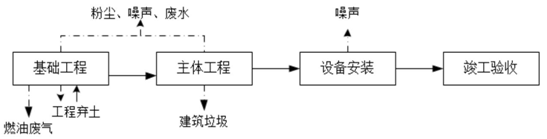 粉尘、噪声、废水
噪声
基础工程
主体工程
设备安装
竣工验收
工程弃土
燃油废气
建筑垃圾